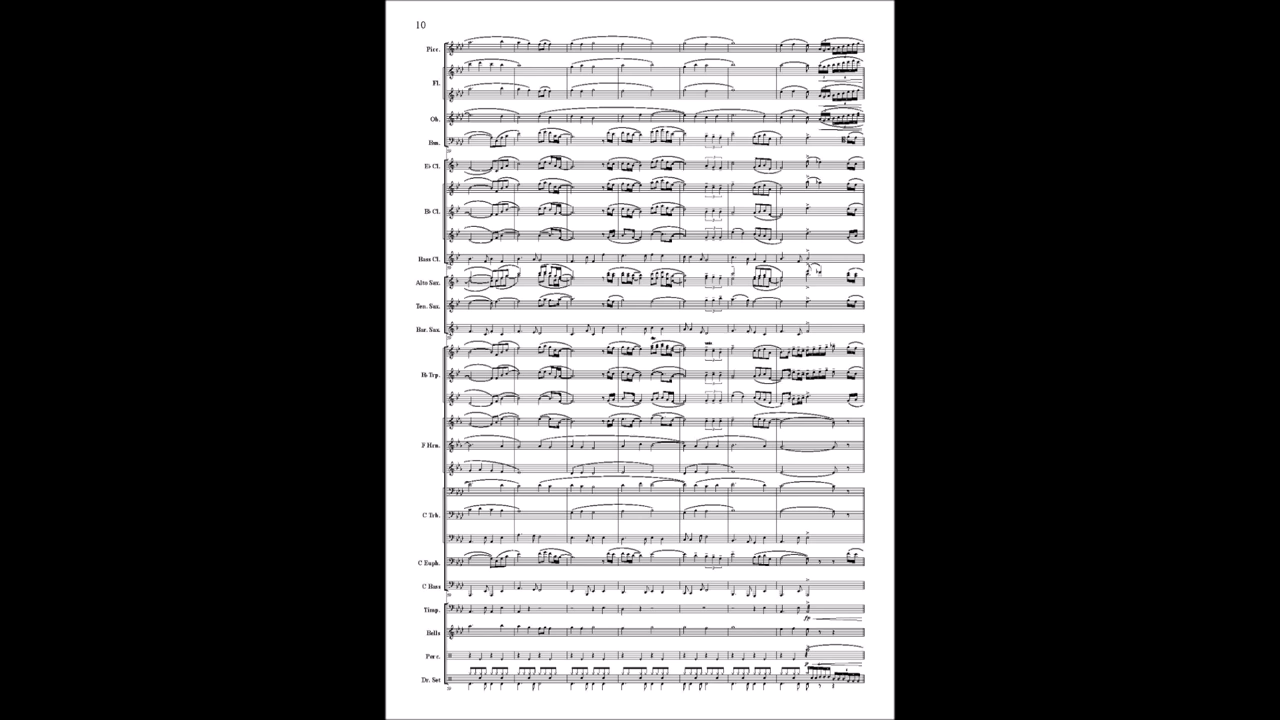 10
Picc.
Fl.
Ob.
Bsn.
E♭ Cl.
B♭ Cl.
Bass Cl.
Alto Sax.
Ten. Sax.
Bar. Sax.
B♭ Trp.
F Hrn.
C Trb.
C Euph.
C Bass
Timp.
fp
Bells
Perc.
p
Dr. Set